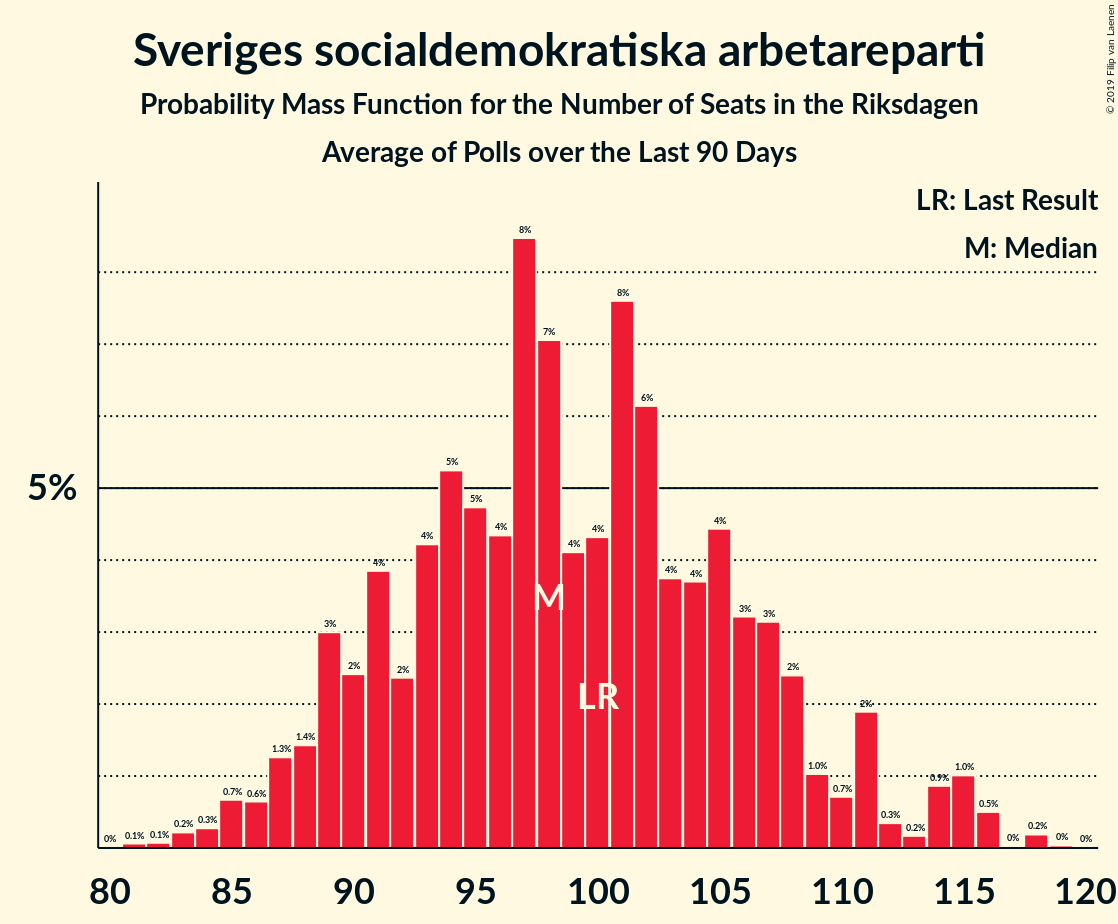 Sveriges socialdemokratiska arbetareparti
Probability Mass Function for the Number of Seats in the Riksdagen
Average of Polls over the Last 90 Days
© 2019 Filip van Laenen
LR: Last Result
M: Median
5%
0% 0.1% 0.1% 0.2% 0.3% 0.7% 0.6% 1.3% 1.4% 3% 2% 4% 2% 4% 5% 5% 4% 8% 7% 4% 4% 8% 6% 4% 4% 4% 3% 3% 2% 1.0% 0.7% 2% 0.3% 0.2% 0.9% 1.0% 0.5% 0% 0.2% 0% 0%
M
LR
80 85 90 95 100 105 110 115 120